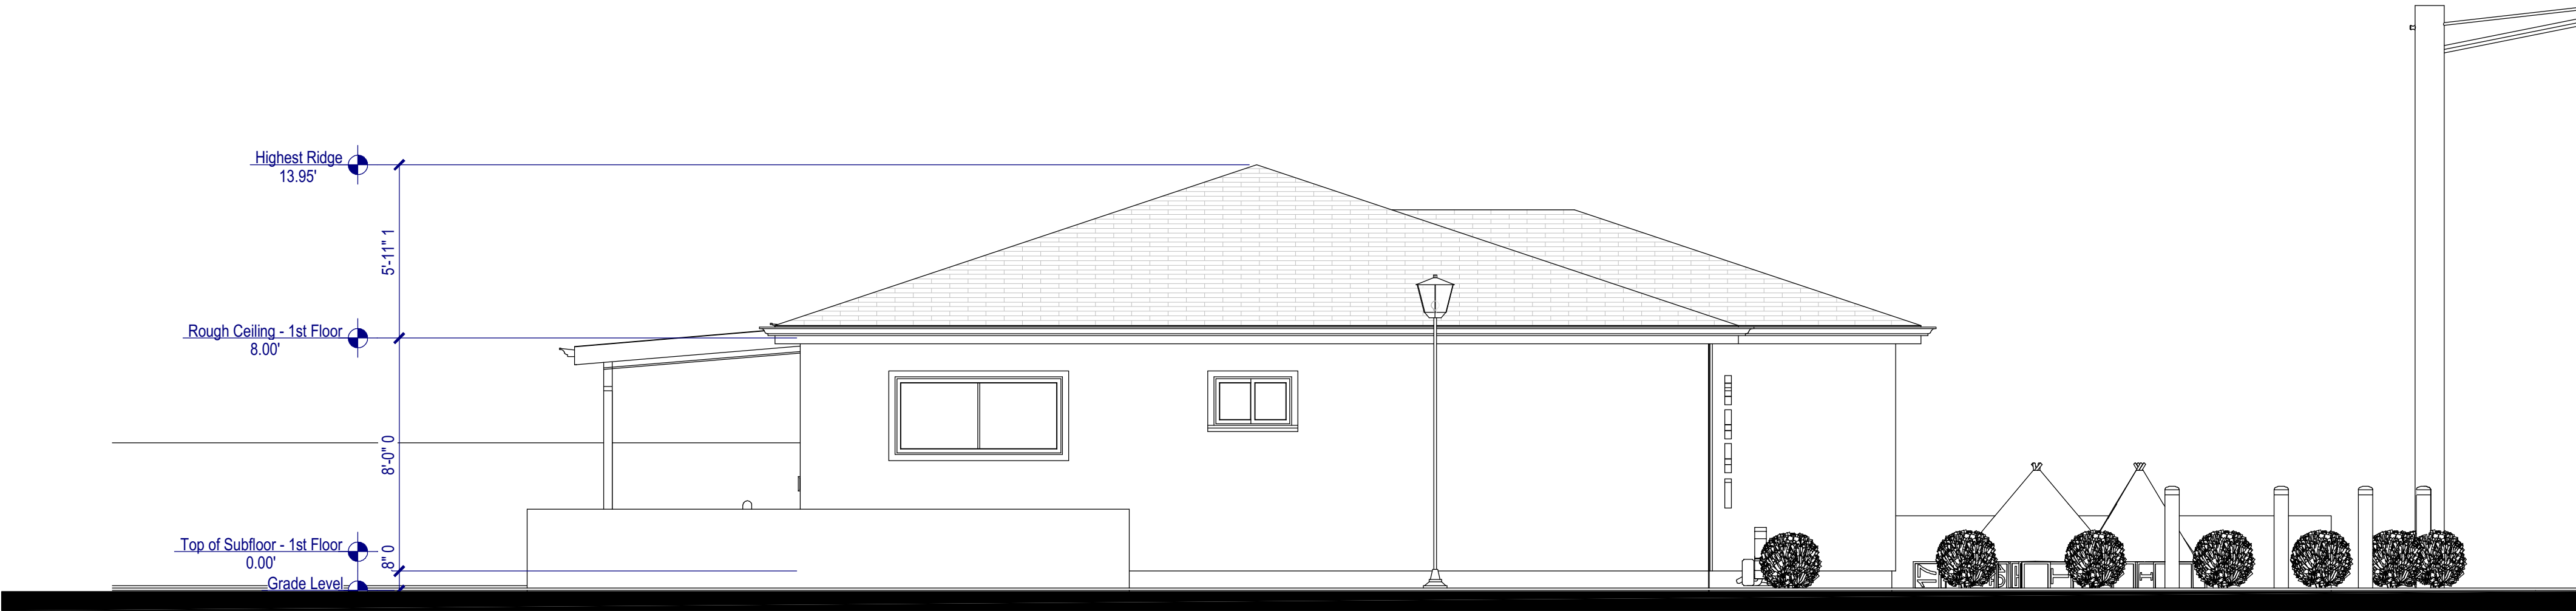 Highest Ridge
13.95'
5'-11" 1
Rough Ceiling - 1st Floor
8.00'
8'-0" 0
Top of Subfloor - 1st Floor
0.00'
8" 0
Grade Level